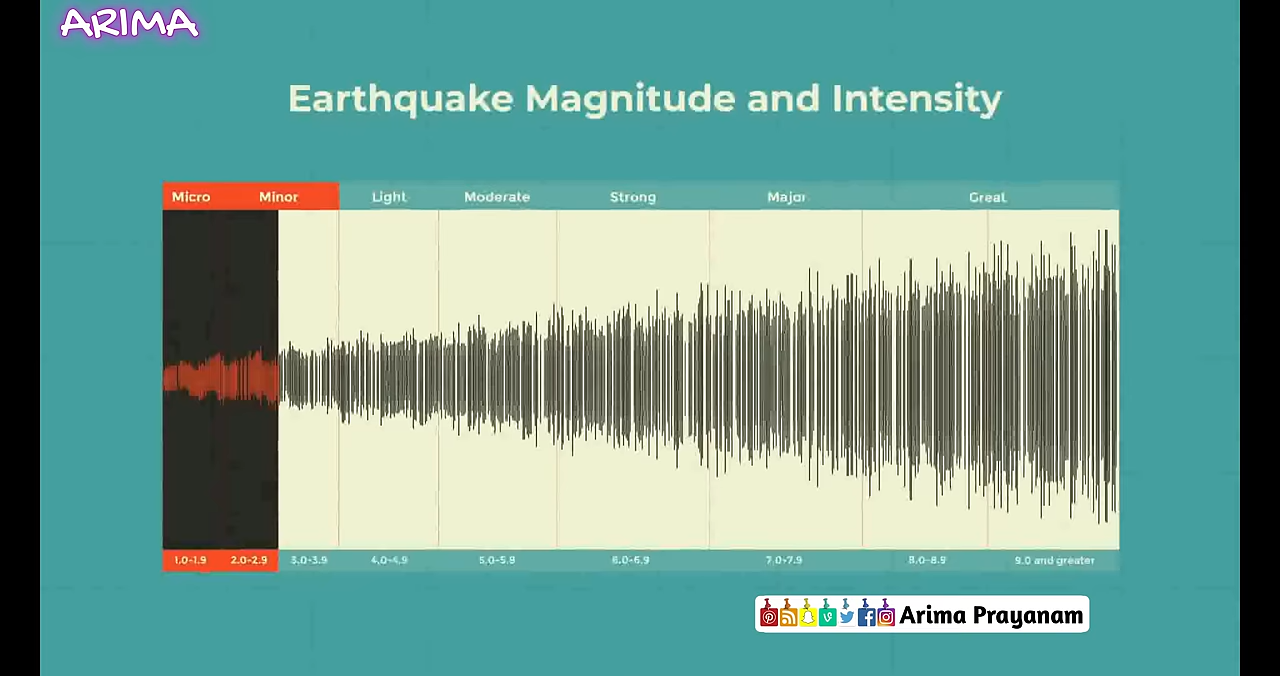 ARIMA
Earthquake Magnitude and Intensity
Micro Minor Light Moderate Strong Major Great
1.0-1.9 2.0-2.9 3.0-3.9 4.0-4.9 5.0-5.9 6.0-6.9 7.0-7.9 8.0-8.9 9.0 and greater
Arima Prayanam